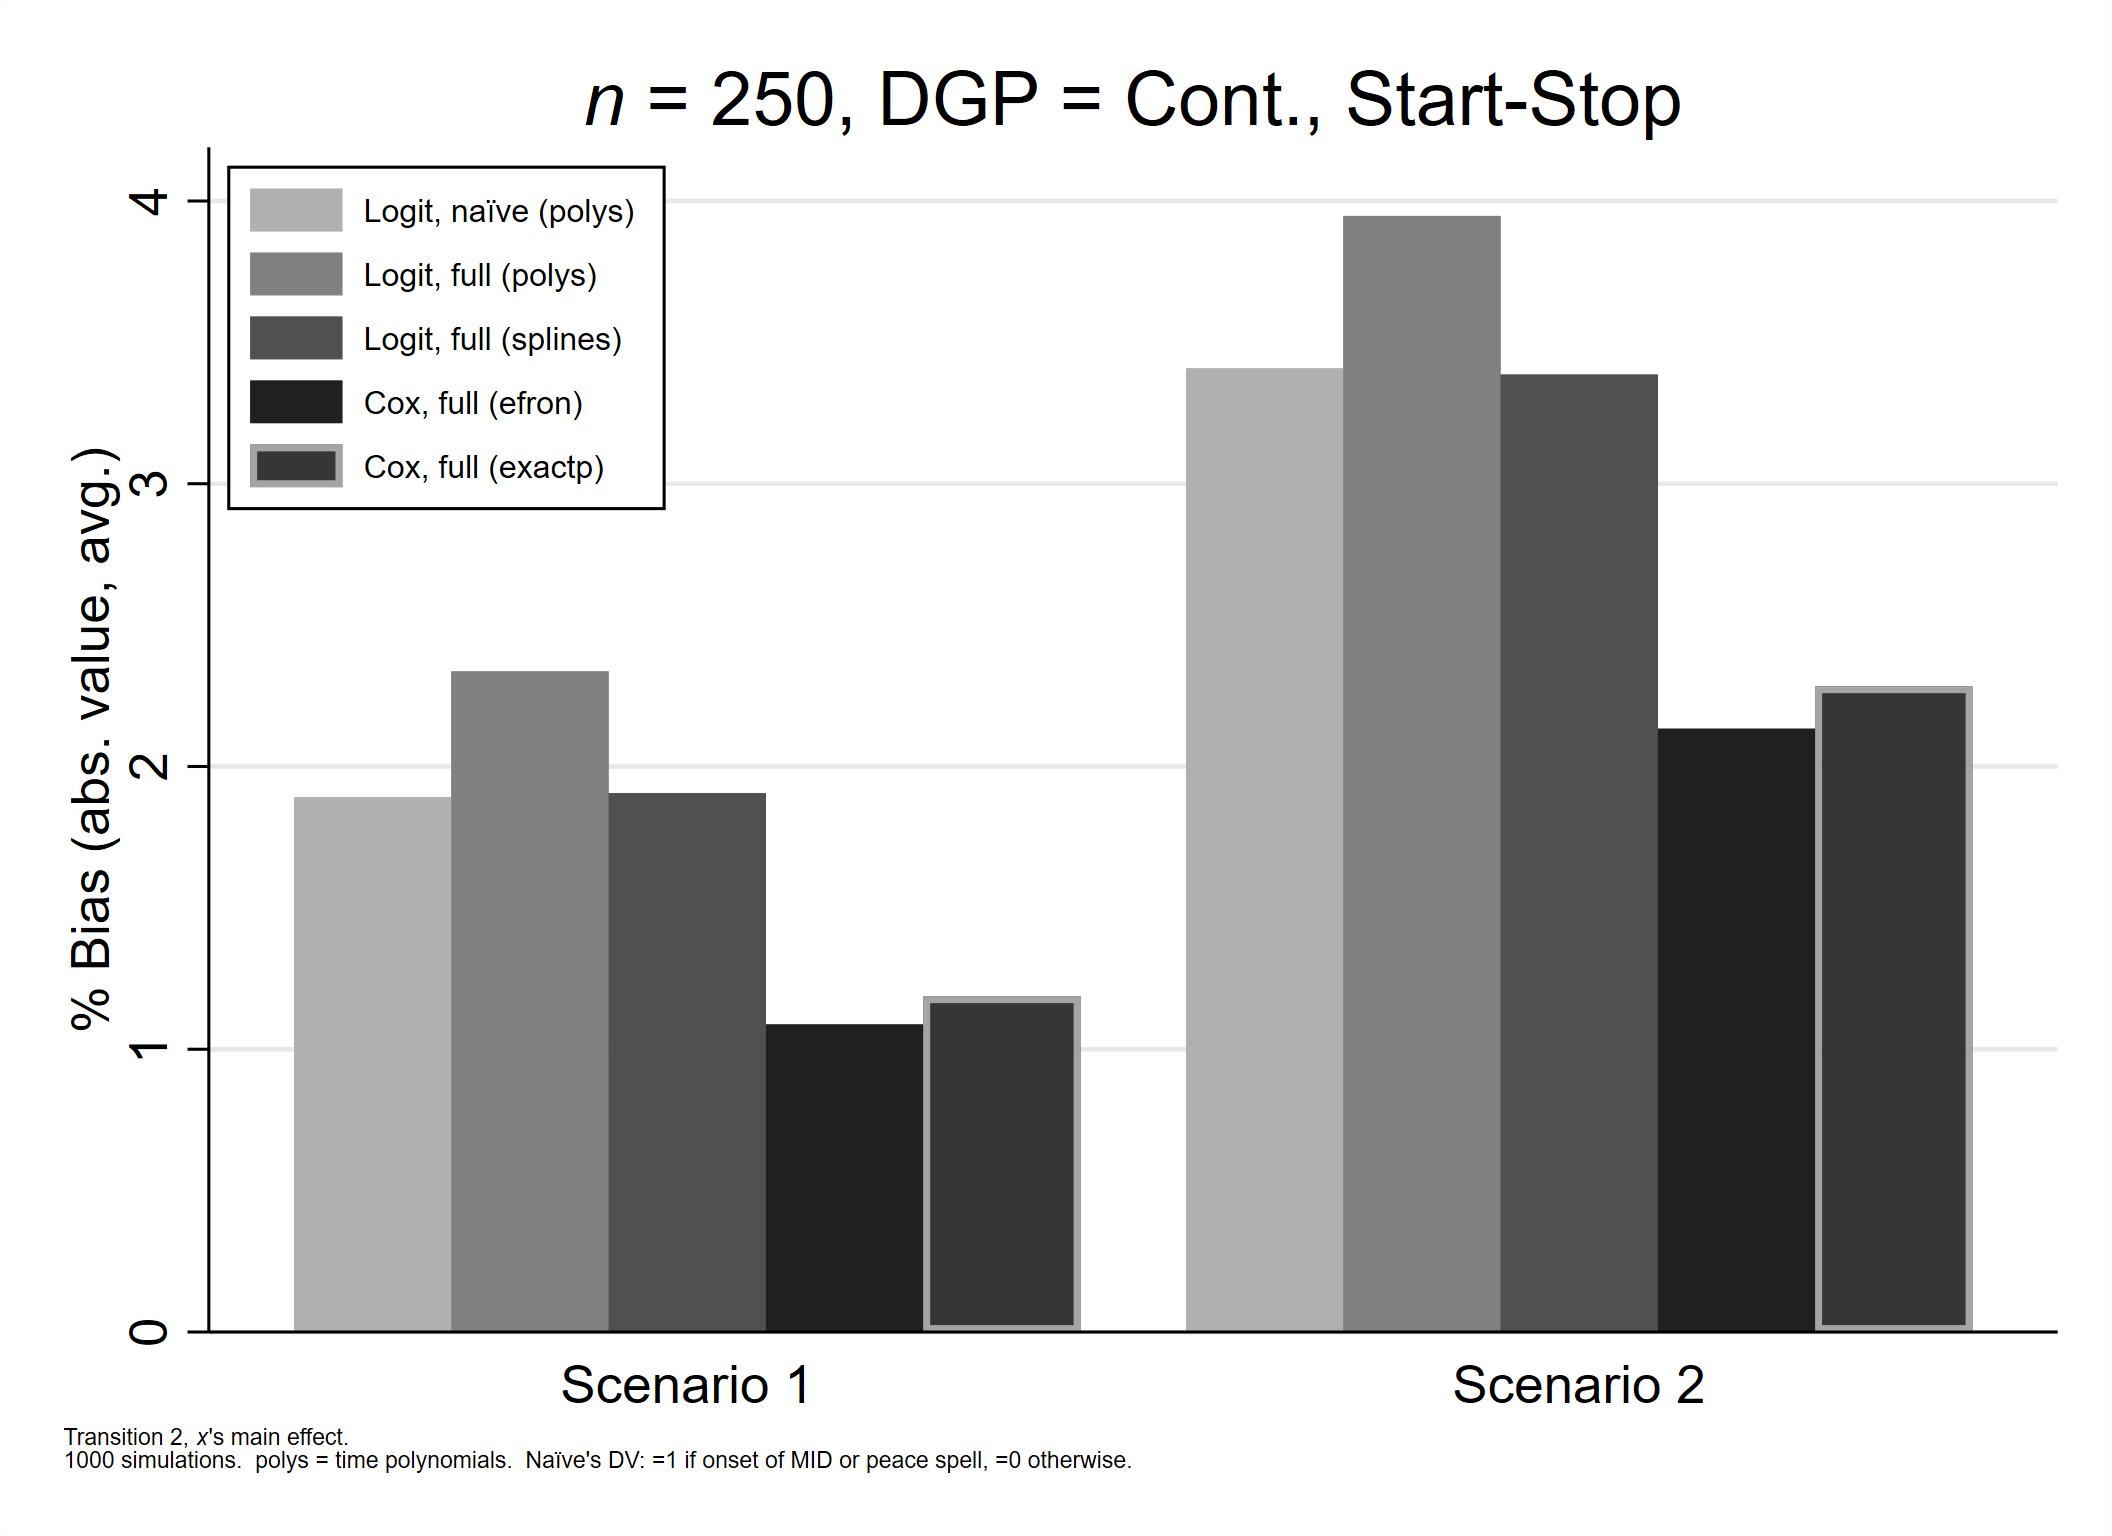 n = 250, DGP = Cont., Start-Stop
Logit, naïve (polys)
Logit, full (polys)
Logit, full (splines)
Cox, full (efron)
Cox, full (exactp)
% Bias (abs. value, avg.)
4
3
2
1
0
Scenario 1
Scenario 2
Transition 2, x's main effect.
1000 simulations.  polys = time polynomials.  Naïve's DV: =1 if onset of MID or peace spell, =0 otherwise.